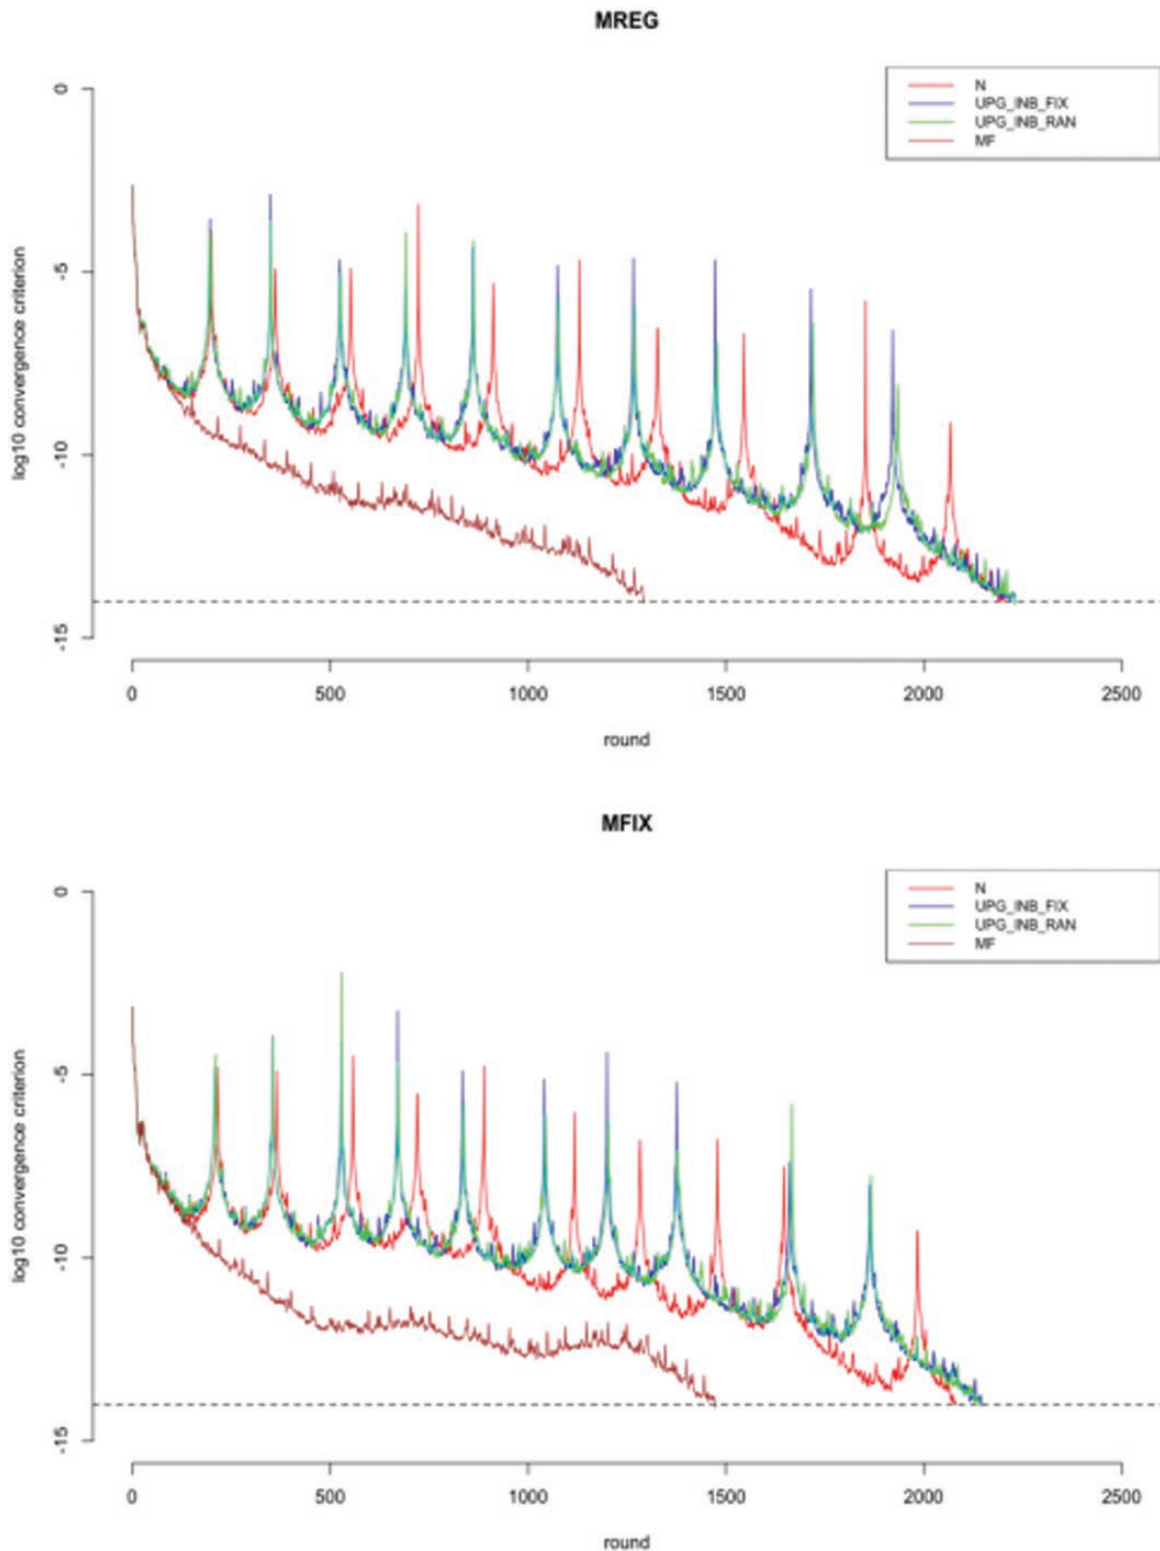 MREG
N
UPG_INB_FIX
UPG_INB_RAN
MF
log10 convergence criterion
0
-5
-10
-15
0 500 1000 1500 2000 2500
round
MFIX
N
UPG_INB_FIX
UPG_INB_RAN
MF
log10 convergence criterion
0
-5
-10
-15
0 500 1000 1500 2000 2500
round